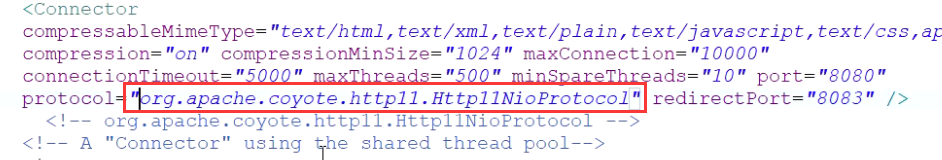 <Connector
compressableMimeType="text/html,text/xml,text/plain,text/javascript,text/css,ap
compression="on" compressionMinSize="1024" maxConnection="10000"
connectionTimeout="5000" maxThreads="500" minSpareThreads="10" port="8080"
protocol="org.apache.coyote.http11.Http11NioProtocol" redirectPort="8083" />
<!-- org.apache.coyote.http11.Http11NioProtocol -->
<!-- A "Connector" using the shared thread pool-->